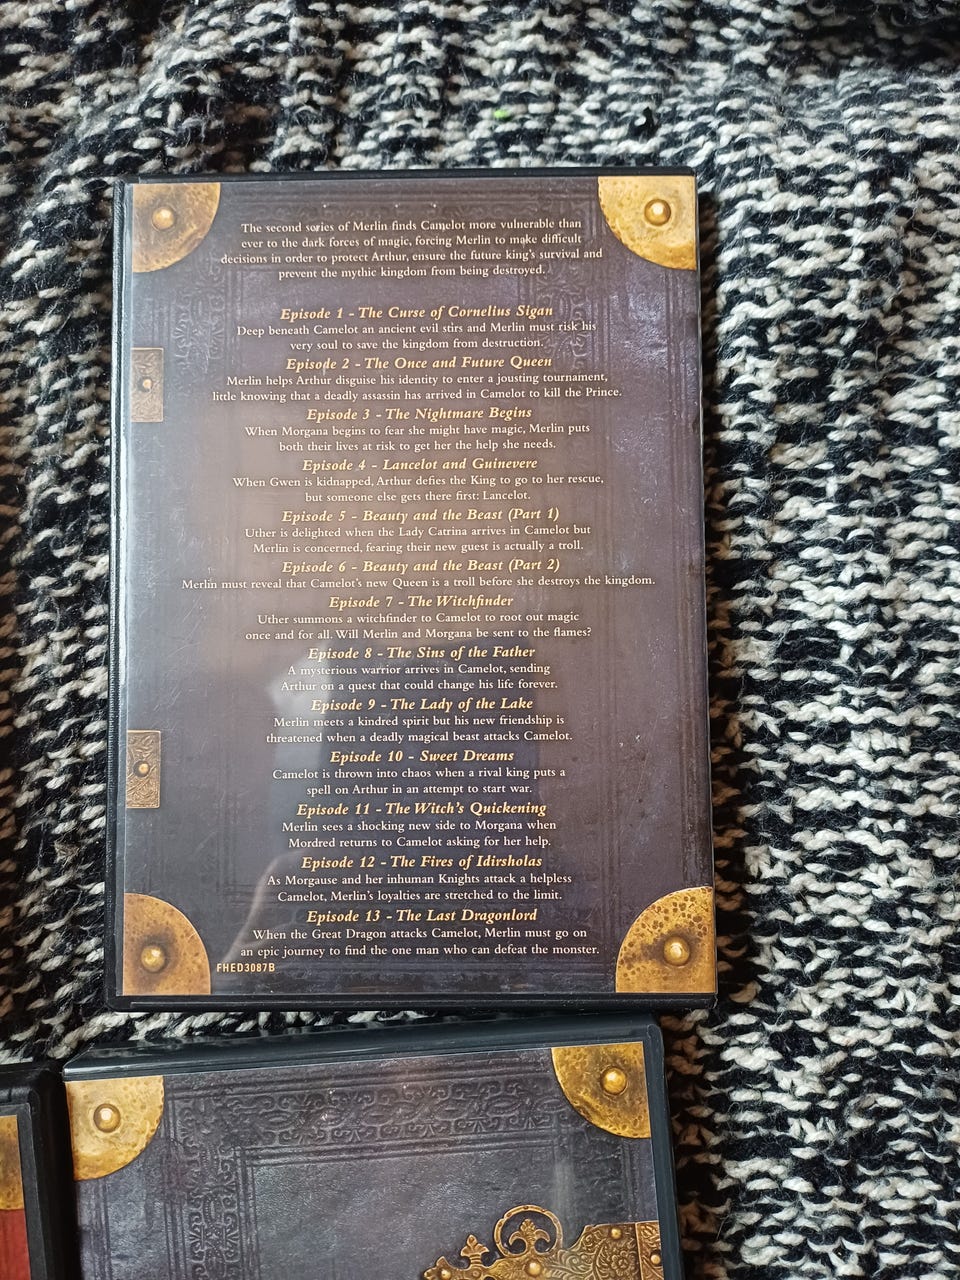 The second series of Merlin finds Camelot more vulnerable than
ever to the dark forces of magic, forcing Merlin to make difficult
decisions in order to protect Arthur, ensure the future king's survival and
prevent the mythic kingdom from being destroyed.
Episode 1 - The Curse of Cornelius Sigan
Deep beneath Camelot an ancient evil stirs and Merlin must risk his
very soul to save the kingdom from destruction.
Episode 2 - The Once and Future Queen
Merlin helps Arthur disguise his identity to enter a jousting tournament,
little knowing that a deadly assassin has arrived in Camelot to kill the Prince.
Episode 3 - The Nightmare Begins
When Morgana begins to fear she might have magic, Merlin puts
both their lives at risk to get her the help she needs.
Episode 4 - Lancelot and Guinevere
When Gwen is kidnapped, Arthur defies the King to go to her rescue,
but someone else gets there first: Lancelot.
Episode 5 - Beauty and the Beast (Part 1)
Uther is delighted when the Lady Catrina arrives in Camelot but
Merlin is concerned, fearing their new guest is actually a troll.
Episode 6 - Beauty and the Beast (Part 2)
Merlin must reveal that Camelot's new Queen is a troll before she destroys the kingdom.
Episode 7 - The Witchfinder
Uther summons a witchfinder to Camelot to root out magic
once and for all. Will Merlin and Morgana be sent to the flames?
Episode 8 - The Sins of the Father
A mysterious warrior arrives in Camelot, sending
Arthur on a quest that could change his life forever.
Episode 9 - The Lady of the Lake
Merlin meets a kindred spirit but his new friendship is
threatened when a deadly magical beast attacks Camelot.
Episode 10 - Sweet Dreams
Camelot is thrown into chaos when a rival king puts a
spell on Arthur in an attempt to start war.
Episode 11 - The Witch's Quickening
Merlin sees a shocking new side to Morgana when
Mordred returns to Camelot asking for her help.
Episode 12 - The Fires of Idirsholas
As Morgause and her inhuman Knights attack a helpless
Camelot, Merlin's loyalties are stretched to the limit.
Episode 13 - The Last Dragonlord
When the Great Dragon attacks Camelot, Merlin must go on
an epic journey to find the one man who can defeat the monster.
FHED3087B